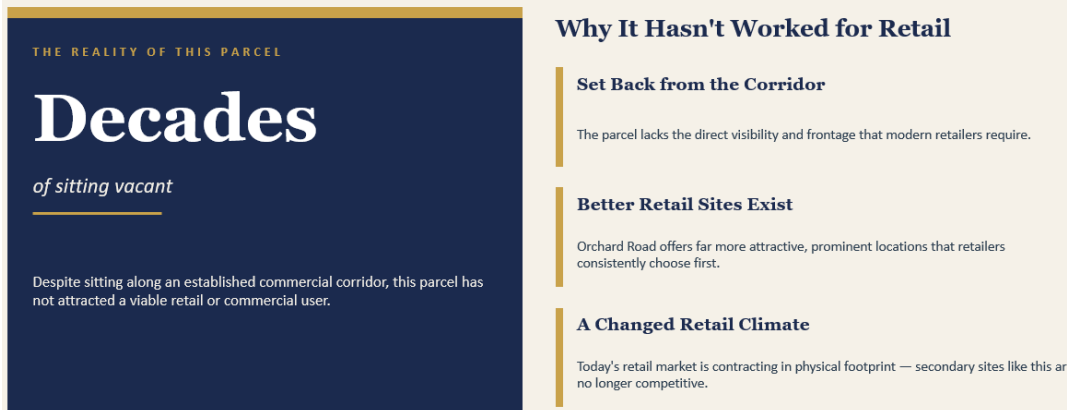 THE REALITY OF THIS PARCEL
Decades
of sitting vacant
Despite sitting along an established commercial corridor, this parcel has
not attracted a viable retail or commercial user.
Why It Hasn't Worked for Retail
Set Back from the Corridor
The parcel lacks the direct visibility and frontage that modern retailers require.
Better Retail Sites Exist
Orchard Road offers far more attractive, prominent locations that retailers
consistently choose first.
A Changed Retail Climate
Today's retail market is contracting in physical footprint — secondary sites like this
no longer competitive.